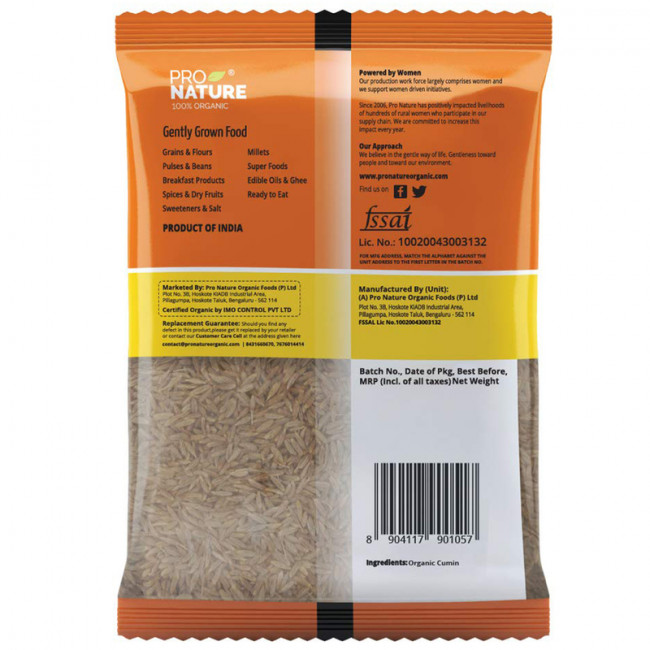 PRO ®
NATURE
100% ORGANIC
Gently Grown Food
Grains & Flours
Pulses & Beans
Breakfast Products
Spices & Dry Fruits
Sweeteners & Salt
Millets
Super Foods
Edible Oils & Ghee
Ready to Eat
PRODUCT OF INDIA
Marketed By: Pro Nature Organic Foods (P) Ltd
Plot No. 38, Hoskote KIADB Industrial Area,
Pillagumpa, Hoskote Taluk, Bengaluru - 562 114
Certified Organic by IMO CONTROL PVT LTD
Replacement Guarantee: Should you find any
defect in this product,please get it replaced by your retailer
or contact our Customer Care Cell at the address given here
contact@pronatureorganic.com | 8431660670, 7676014414
Powered by Women
Our production work force largely comprises women and
we support women driven initiatives.
Since 2006, Pro Nature has positively impacted livelihoods
of hundreds of rural women who participate in our
supply chain. We are committed to increase this
impact every year.
Our Approach
We believe in the gentle way of life. Gentleness toward
people and toward our environment.
www.pronatureorganic.com
Find us on
fssai
Lic. No.: 10020043003132
FOR MFG ADDRESS, MATCH THE ALPHABET AGAINST THE
UNIT ADDRESS TO THE FIRST LETTER IN THE BATCH NO.
Manufactured By (Unit):
(A) Pro Nature Organic Foods (P) Ltd
Plot No. 38, Hoskote KIADB Industrial Area,
Pillagumpa, Hoskote Taluk, Bengaluru - 562 114
FSSAI Lic No.10020043003132
Batch No., Date of Pkg, Best Before,
MRP (Incl. of all taxes) Net Weight
8 904117 901057
Ingredients:Organic Cumin